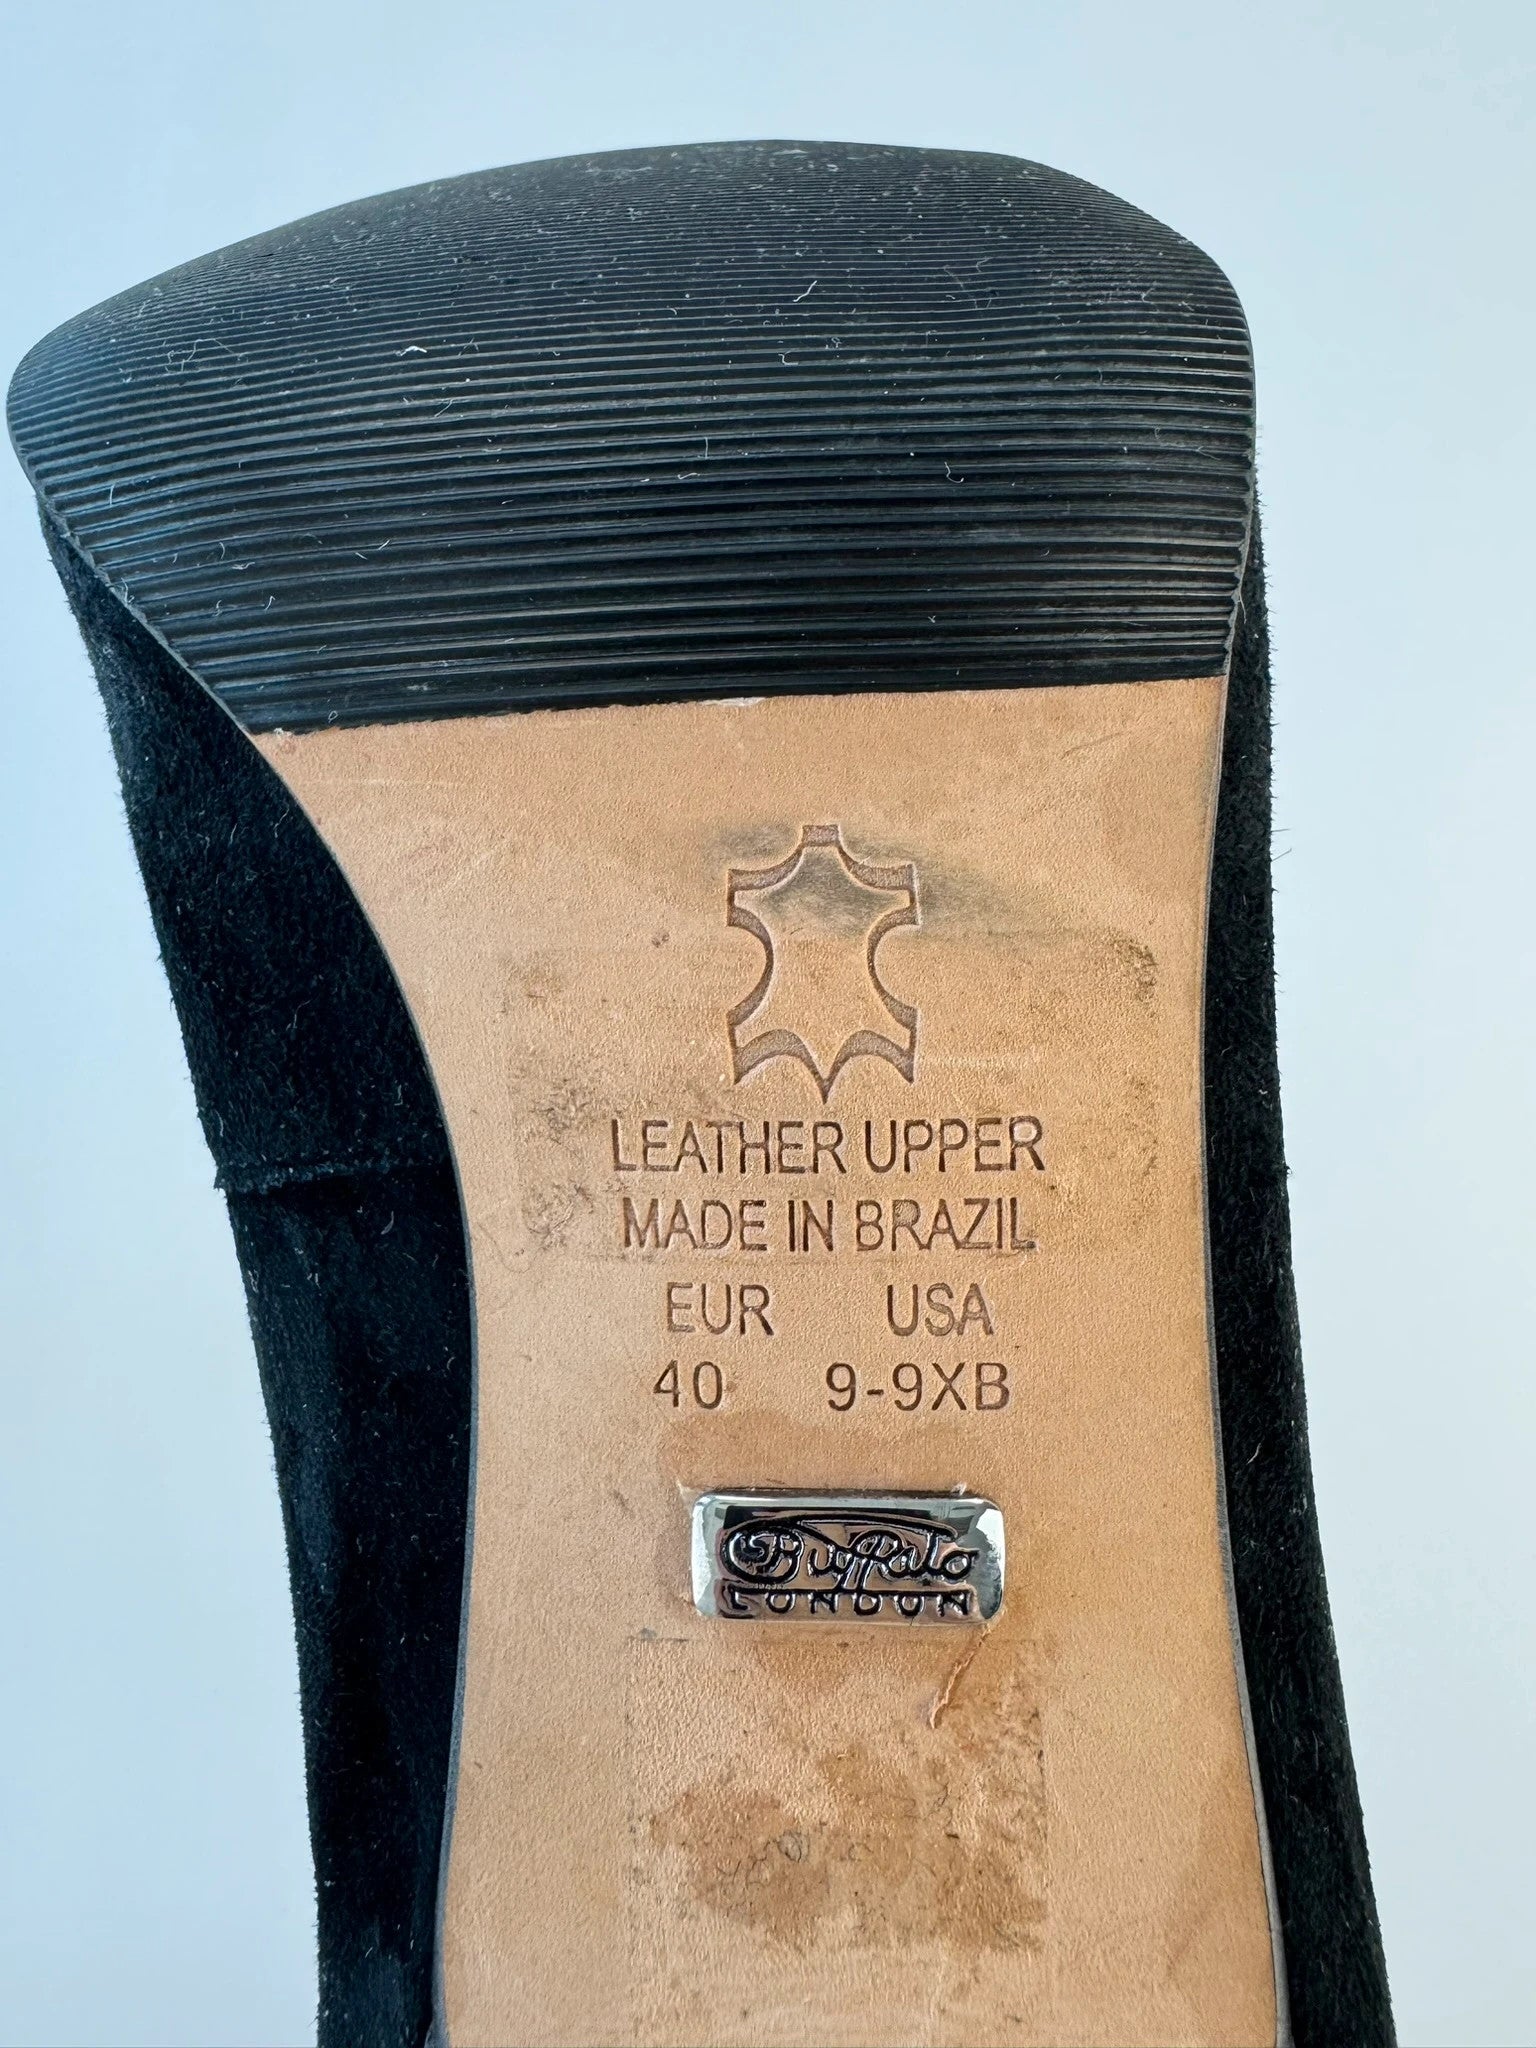 LEATHER UPPER
MADE IN BRAZIL
EUR USA
40 9-9XB
Buffalo
LONDON